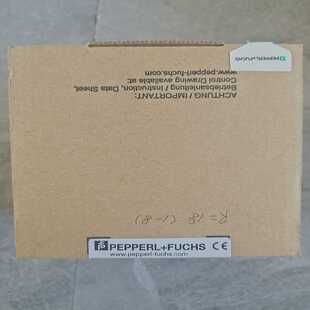 PEPPERL+FUCHS
ACHTUNG / IMPORTANT:
Betriebsanleitung / Instruction, Data Sheet,
Control Drawing available at:
www.pepperl-fuchs.com
PEPPERL+FUCHS CE
www.pepperl-fuchs.com